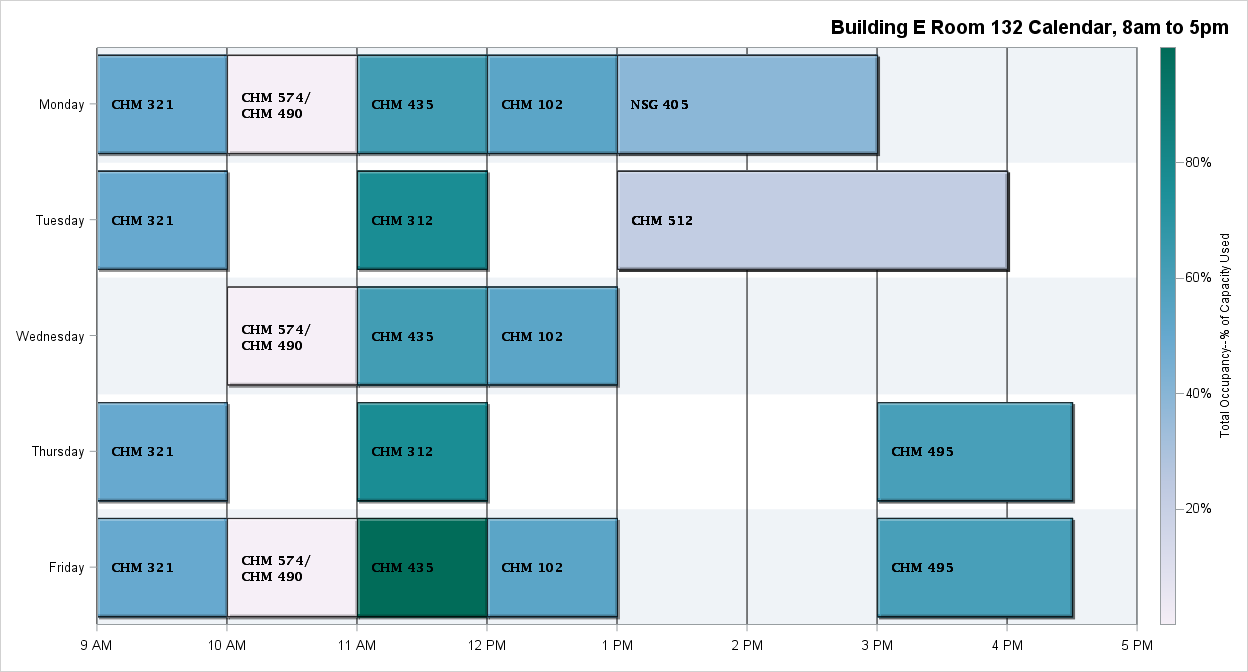 Building E Room 132 Calendar, 8am to 5pm
Monday
CHM 321
CHM 574/
CHM 490
CHM 435
CHM 102
NSG 405
Tuesday
CHM 321
CHM 312
CHM 512
Wednesday
CHM 574/
CHM 490
CHM 435
CHM 102
Thursday
CHM 321
CHM 312
CHM 495
Friday
CHM 321
CHM 574/
CHM 490
CHM 435
CHM 102
CHM 495
9 AM
10 AM
11 AM
12 PM
1 PM
2 PM
3 PM
4 PM
5 PM
80%
60%
40%
20%
Total Occupancy--% of Capacity Used